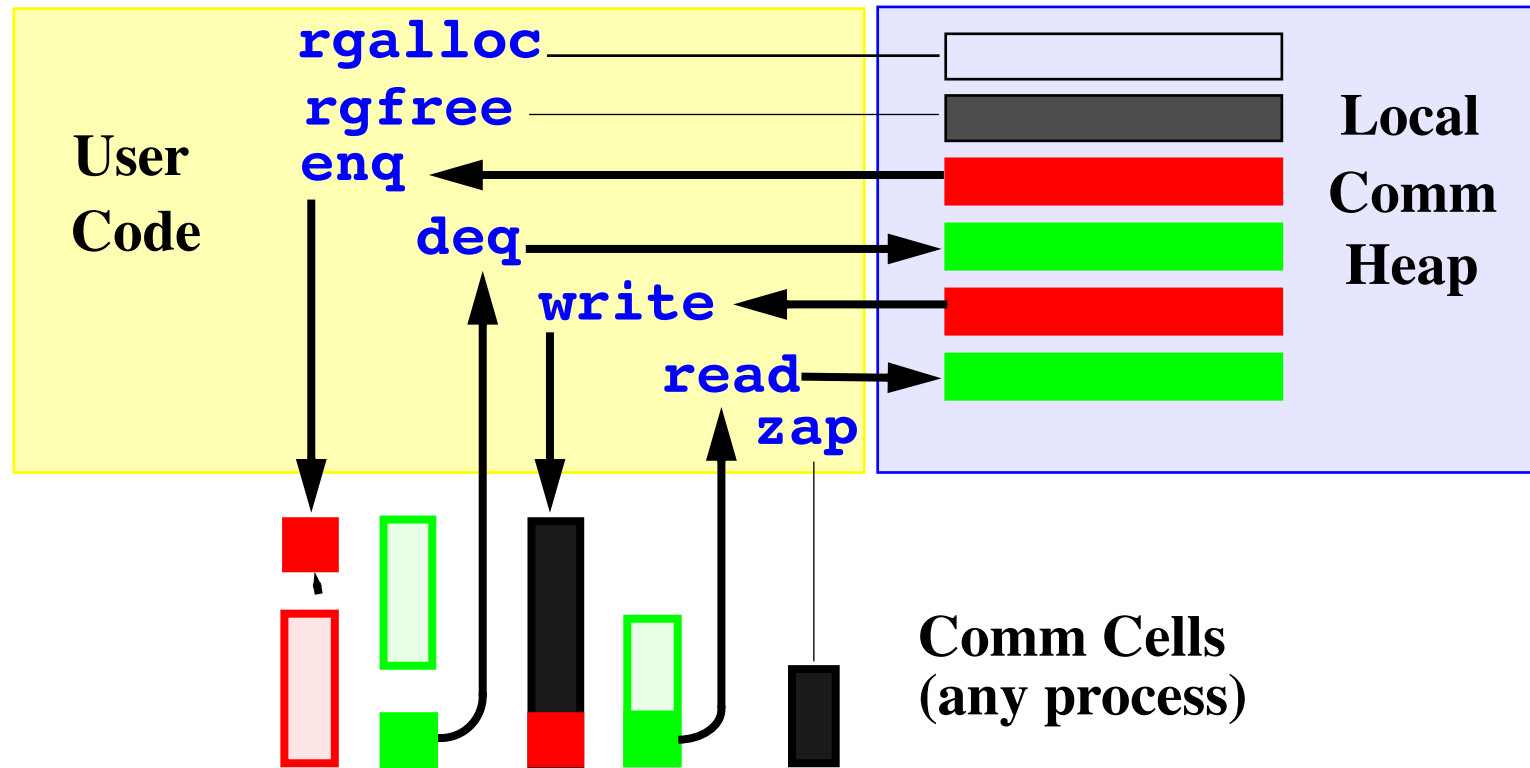 rgalloc
rgfree
enq
deq
write
read
zap
User
Code
Local
Comm
Heap
Comm Cells
(any process)